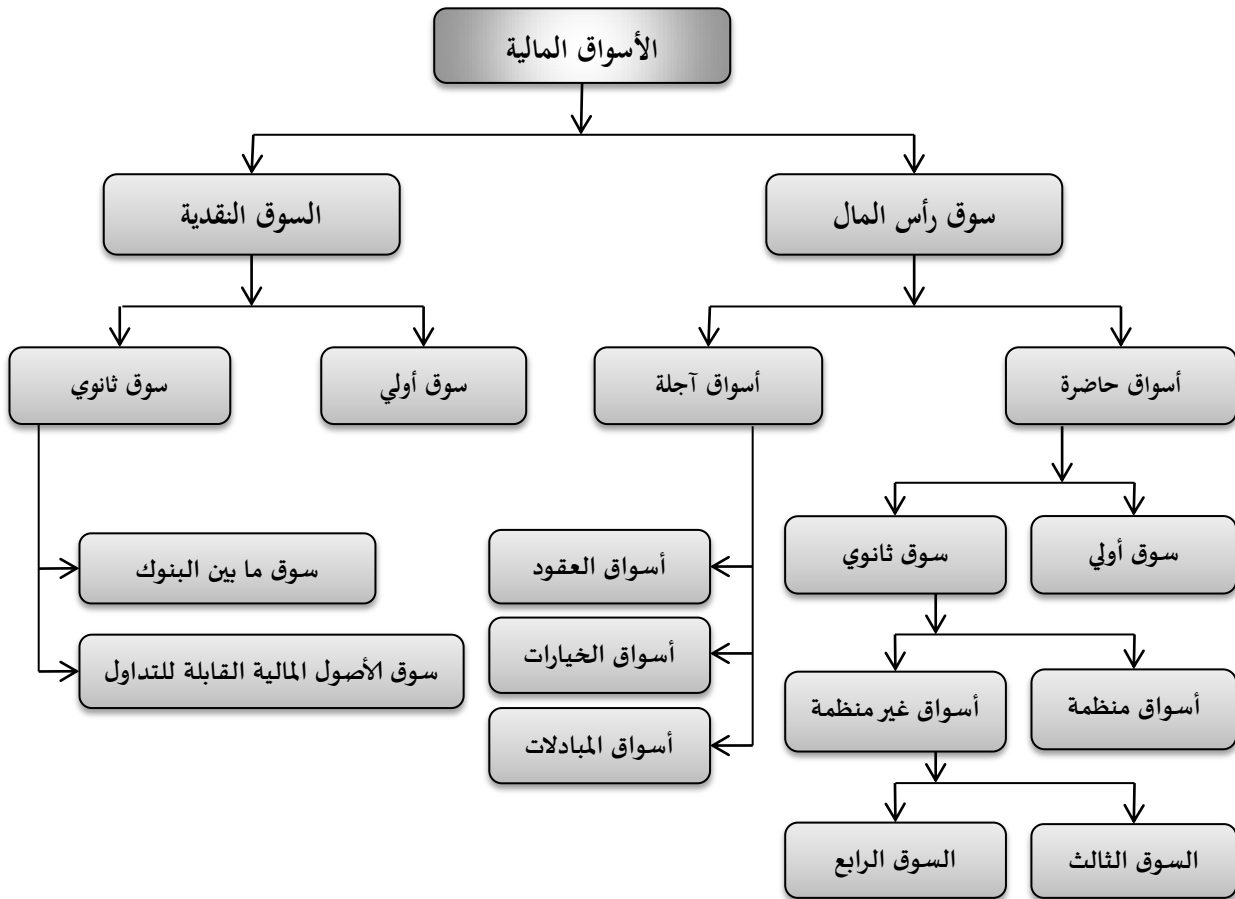 الأسواق المالية
سوق رأس المال
السوق النقدية
أسواق حاضرة
أسواق آجلة
سوق أولي
سوق ثانوي
سوق أولي
سوق ثانوي
أسواق العقود
سوق ما بين البنوك
أسواق منظمة
أسواق غير منظمة
أسواق الخيارات
سوق الأصول المالية القابلة للتداول
أسواق المبادلات
السوق الثالث
السوق الرابع